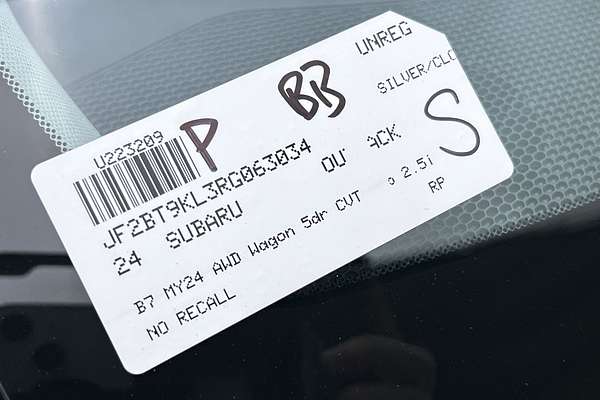 UNREG
U223209 P BB SILVER/CLO
JF2BT9KL3RG063034 S
24 SUBARU OUT ACK
B7 MY24 AWD Wagon 5dr CVT o 2.5i
NO RECALL RP